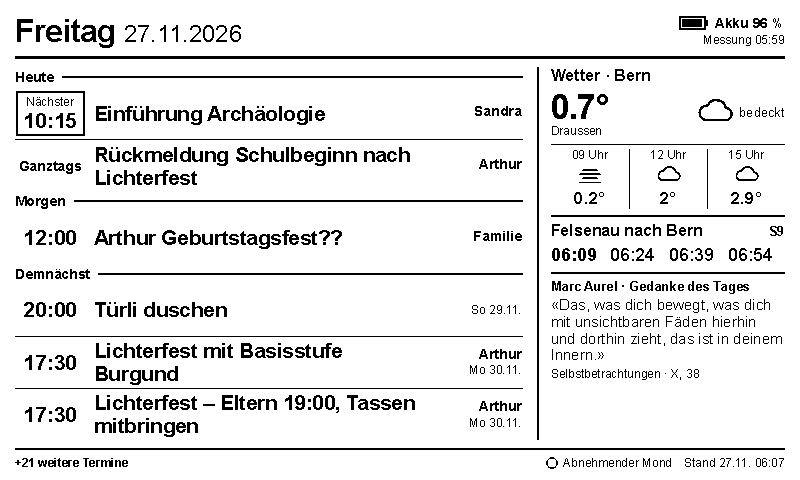 Freitag 27.11.2026
Akku 96 %
Messung 05:59
Heute
Nächster
10:15
Einführung Archäologie
Sandra
Ganztags
Rückmeldung Schulbeginn nach
Lichterfest
Arthur
Morgen
12:00
Arthur Geburtstagsfest??
Familie
Demnächst
20:00
Türli duschen
So 29.11.
17:30
Lichterfest mit Basisstufe
Burgund
Arthur
Mo 30.11.
17:30
Lichterfest – Eltern 19:00, Tassen
mitbringen
Arthur
Mo 30.11.
Wetter · Bern
0.7°
bedeckt
Draussen
09 Uhr 12 Uhr 15 Uhr
0.2° 2° 2.9°
Felsenau nach Bern S9
06:09 06:24 06:39 06:54
Marc Aurel · Gedanke des Tages
«Das, was dich bewegt, was dich
mit unsichtbaren Fäden hierhin
und dorthin zieht, das ist in deinem
Innern.»
Selbstbetrachtungen · X, 38
+21 weitere Termine
Abnehmender Mond Stand 27.11. 06:07